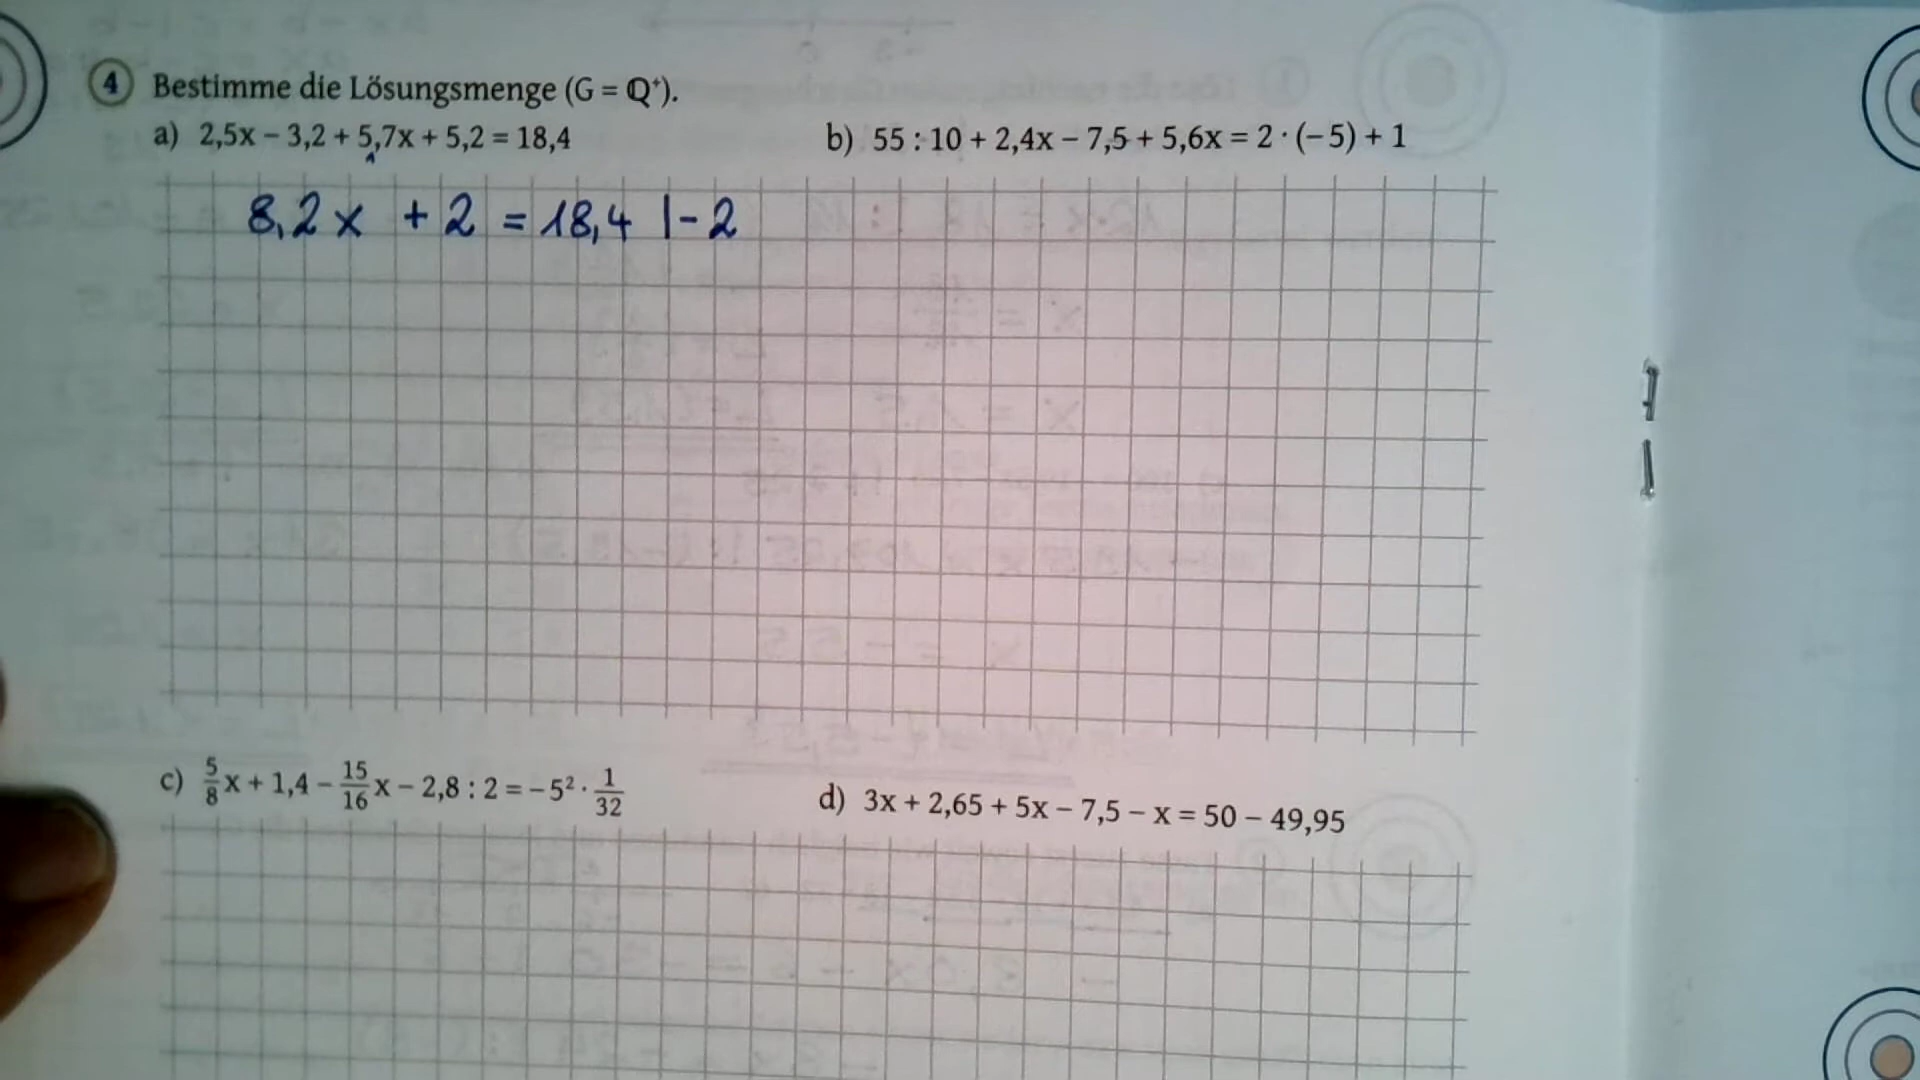 4 Bestimme die Lösungsmenge (G = Q⁺).
a) 2,5x – 3,2 + 5,7x + 5,2 = 18,4
b) 55 : 10 + 2,4x – 7,5 + 5,6x = 2 · (– 5) + 1
8,2x + 2 = 18,4 |- 2
c) 5/8 x + 1,4 – 15/16 x – 2,8 : 2 = – 5² · 1/32
d) 3x + 2,65 + 5x – 7,5 – x = 50 – 49,95